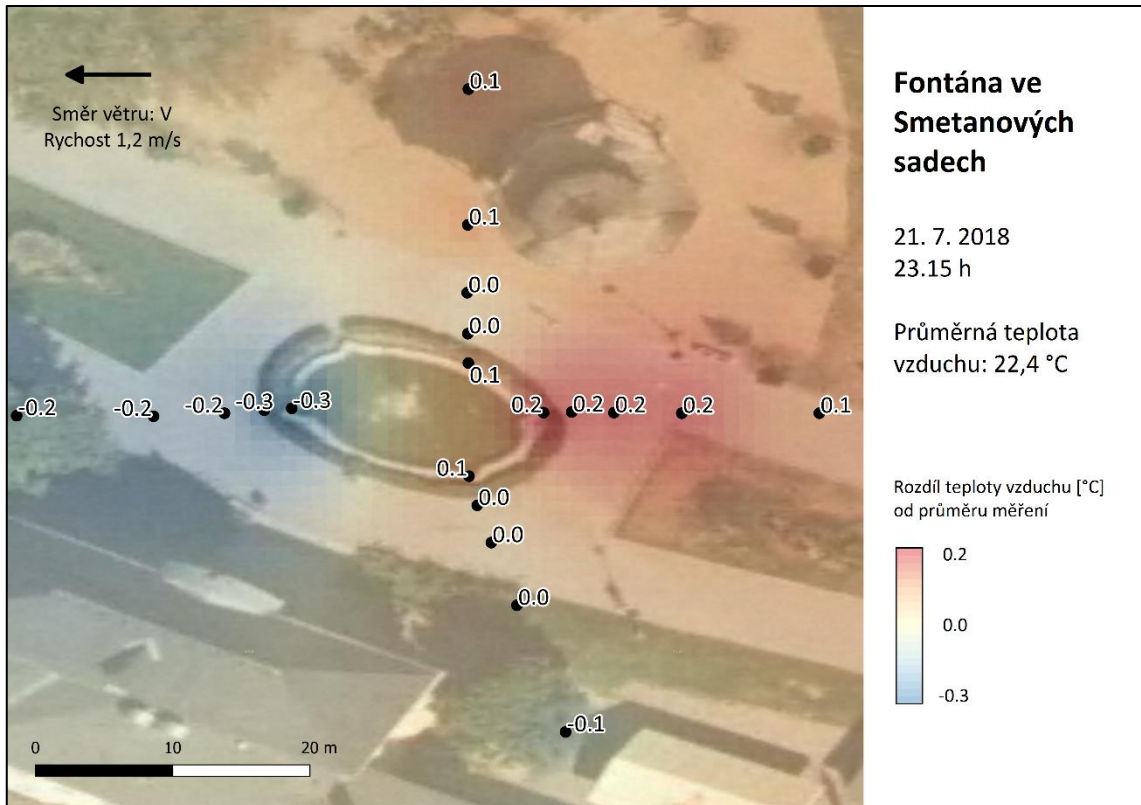 Směr větru: V
Rychost 1,2 m/s
0.1
0.1
0.0
0.0
0.1
-0.2
-0.2
-0.2
-0.3
-0.3
0.2
0.2
0.2
0.2
0.1
0.1
0.0
0.0
0.0
-0.1
0 10 20 m
Fontána ve
Smetanových
sadech
21. 7. 2018
23.15 h
Průměrná teplota
vzduchu: 22,4 °C
Rozdíl teploty vzduchu [°C]
od průměru měření
0.2
0.0
-0.3